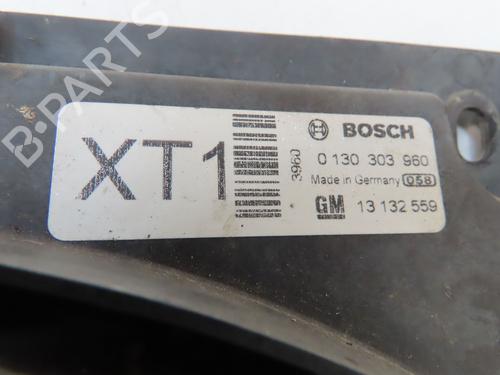 B-PARTS
XT1
3960
BOSCH
0 130 303 960
Made in Germany 058
GM 13 132 559